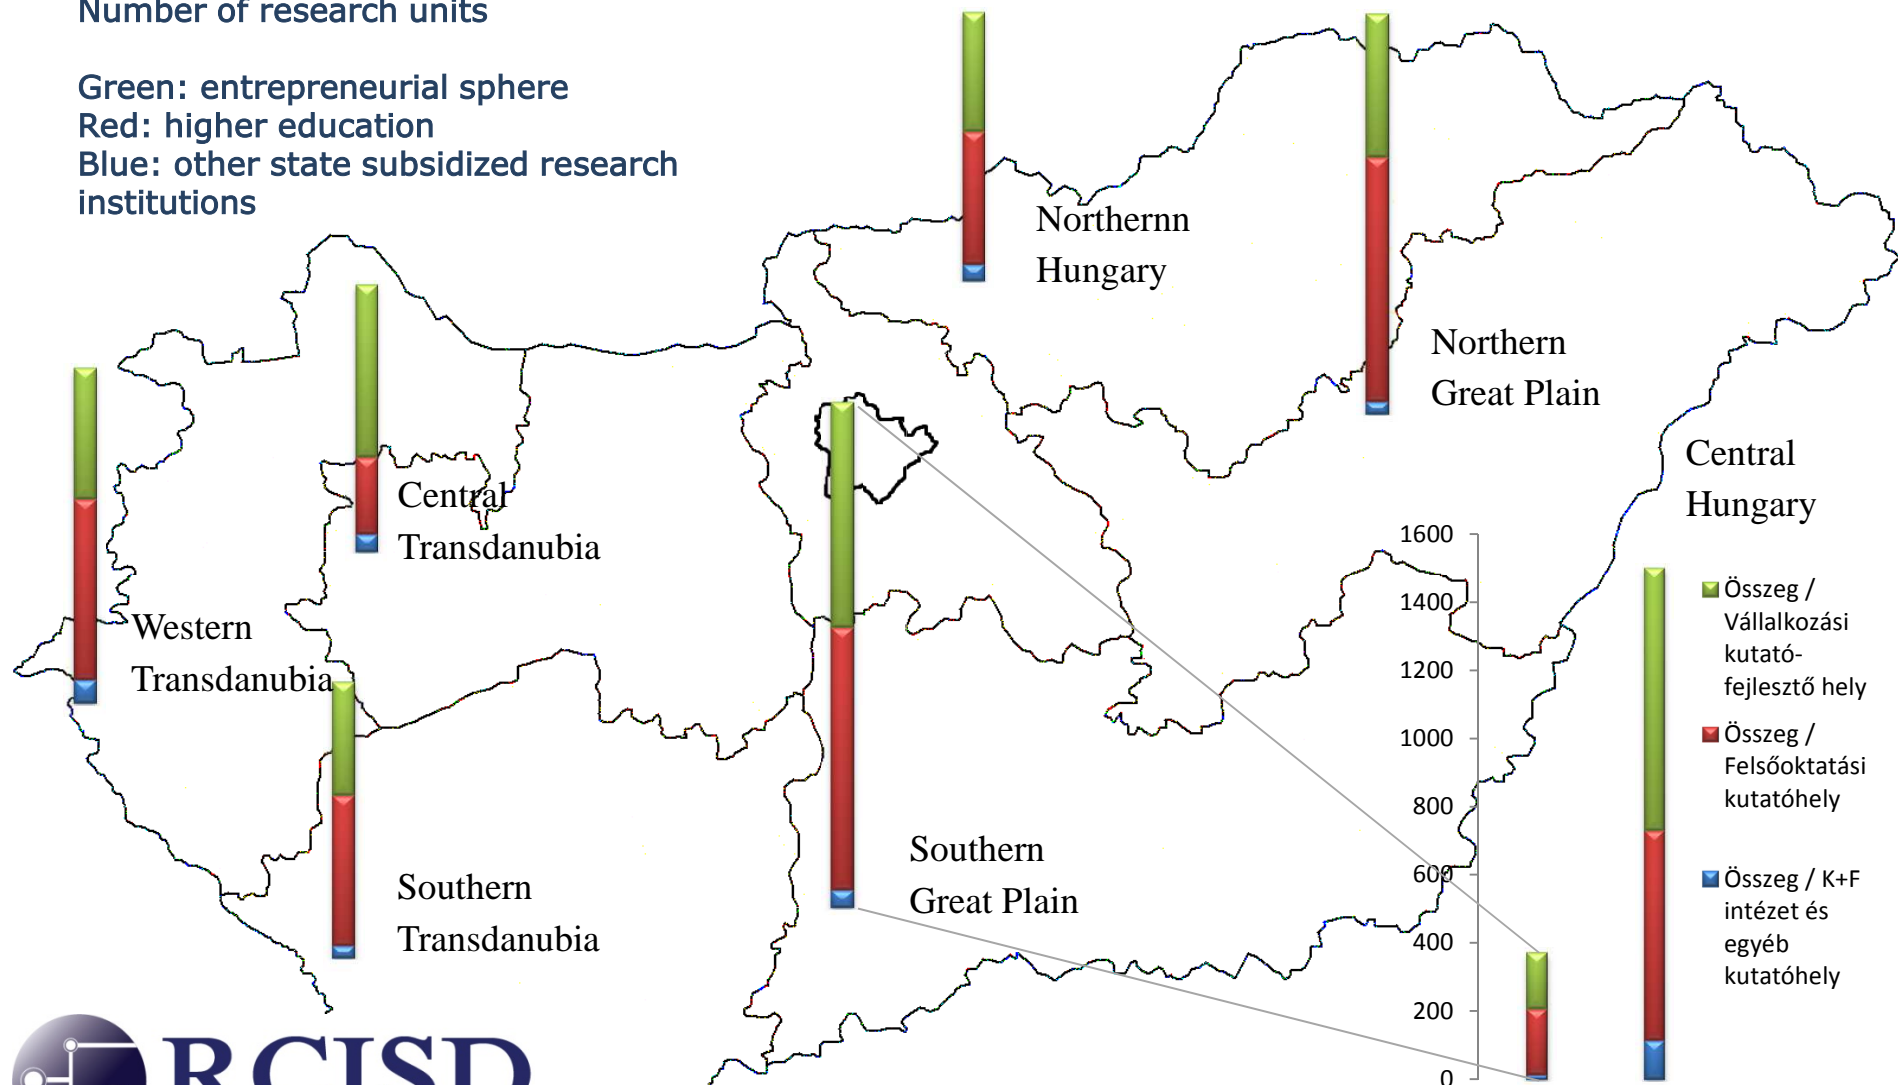 Number of research units
Green: entrepreneurial sphere
Red: higher education
Blue: other state subsidized research
institutions
Northernn
Hungary
Northern
Great Plain
Central
Hungary
Central
Transdanubia
Western
Transdanubia
Southern
Transdanubia
Southern
Great Plain
1600
1400
1200
1000
800
600
400
200
0
Összeg /
Vállalkozási
kutató-
fejlesztő hely
Összeg /
Felsőoktatási
kutatóhely
Összeg / K+F
intézet és
egyéb
kutatóhely
RCISD